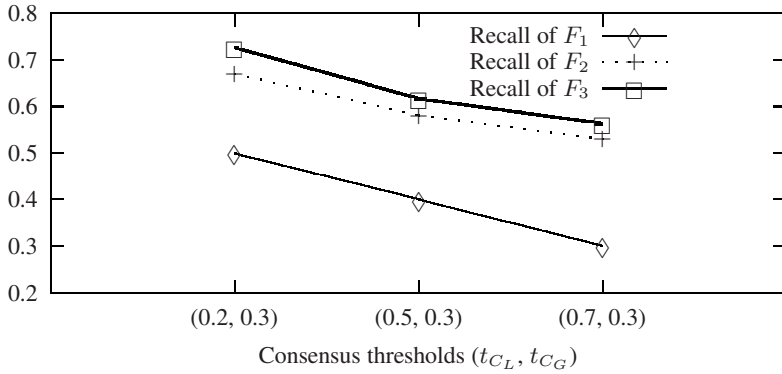 0.8
0.7
0.6
0.5
0.4
0.3
0.2
Recall of F1
Recall of F2
Recall of F3
(0.2, 0.3) (0.5, 0.3) (0.7, 0.3)
Consensus thresholds (tCL, tCG)